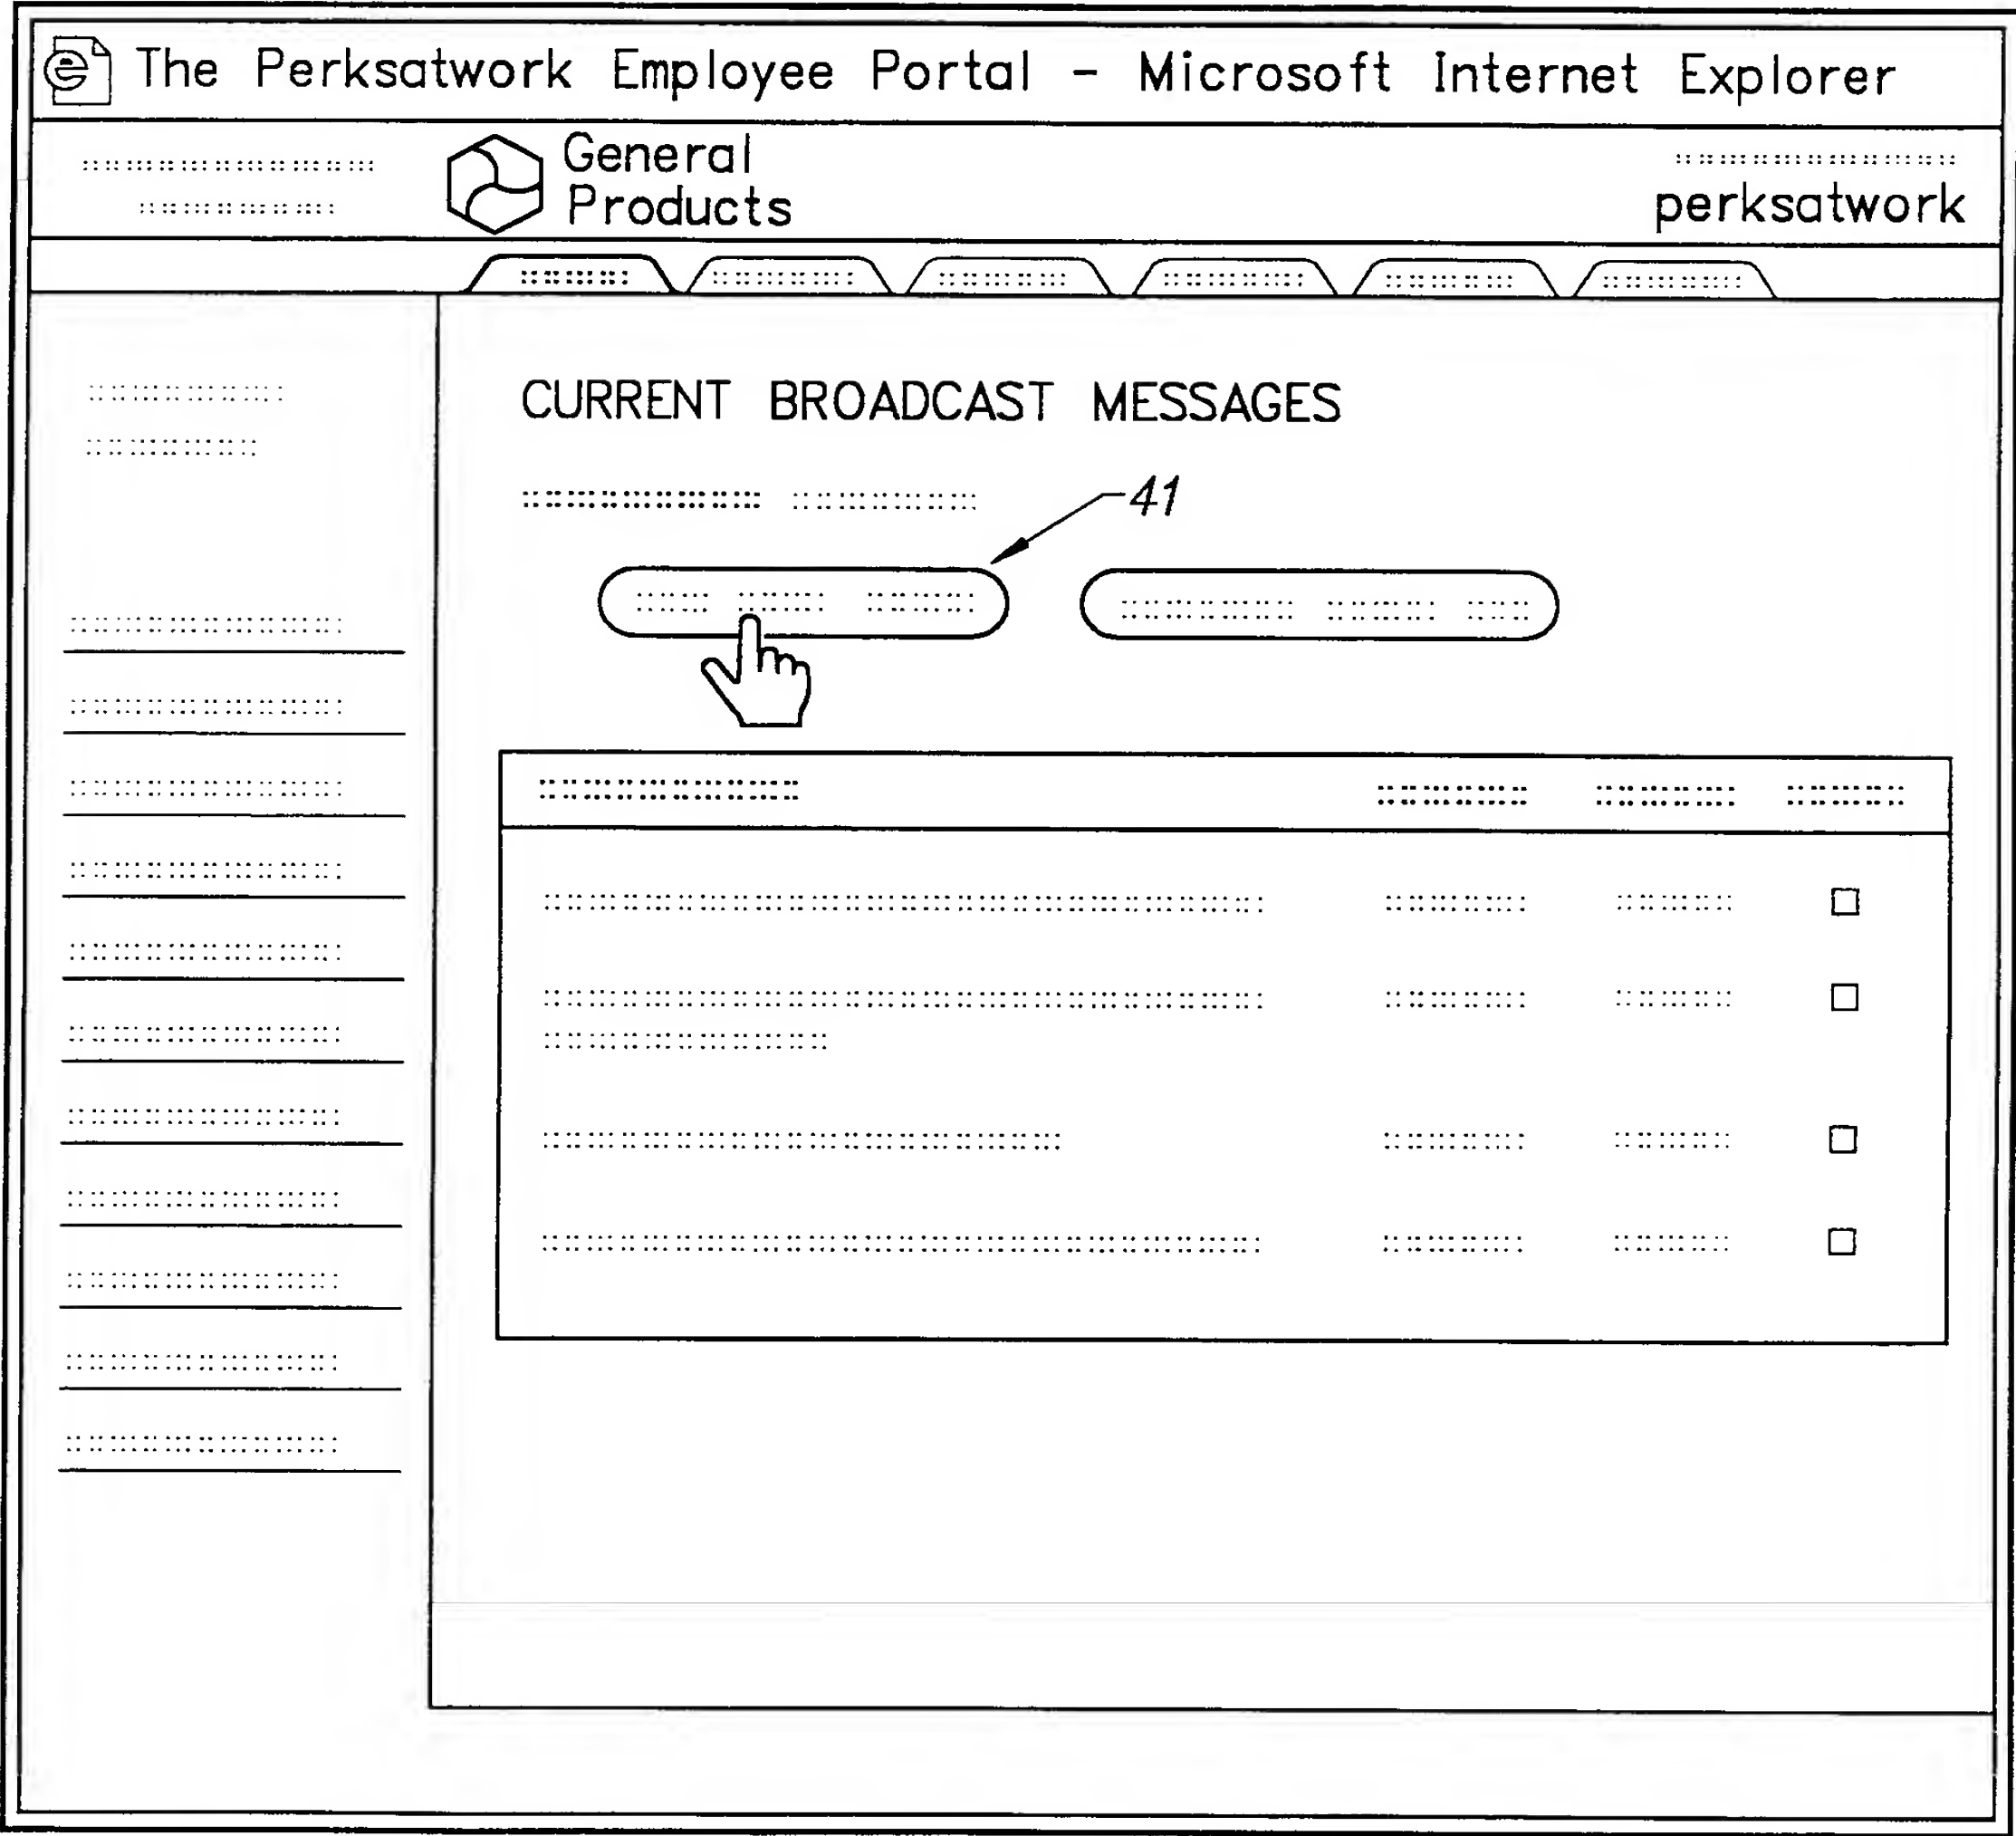 The Perksatwork Employee Portal - Microsoft Internet Explorer
General
Products
perksatwork
CURRENT BROADCAST MESSAGES
41